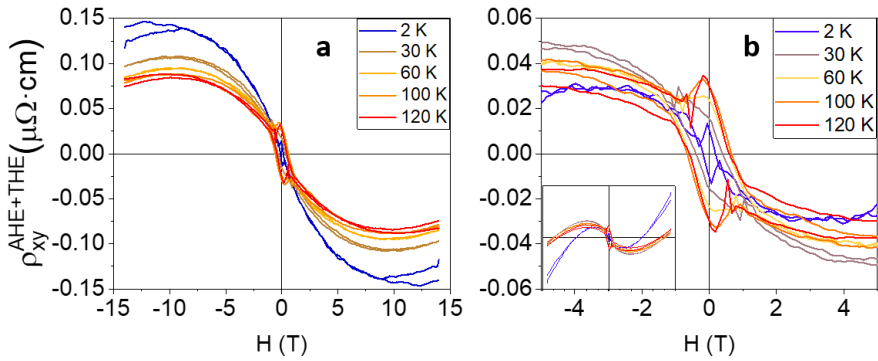 ρxy^AHE+THE(μΩ·cm)
0.15
0.10
0.05
0.00
-0.05
-0.10
-0.15
-15 -10 -5 0 5 10 15
H (T)
a
2 K
30 K
60 K
100 K
120 K
0.06
0.04
0.02
0.00
-0.02
-0.04
-0.06
-4 -2 0 2 4
H (T)
b
2 K
30 K
60 K
100 K
120 K